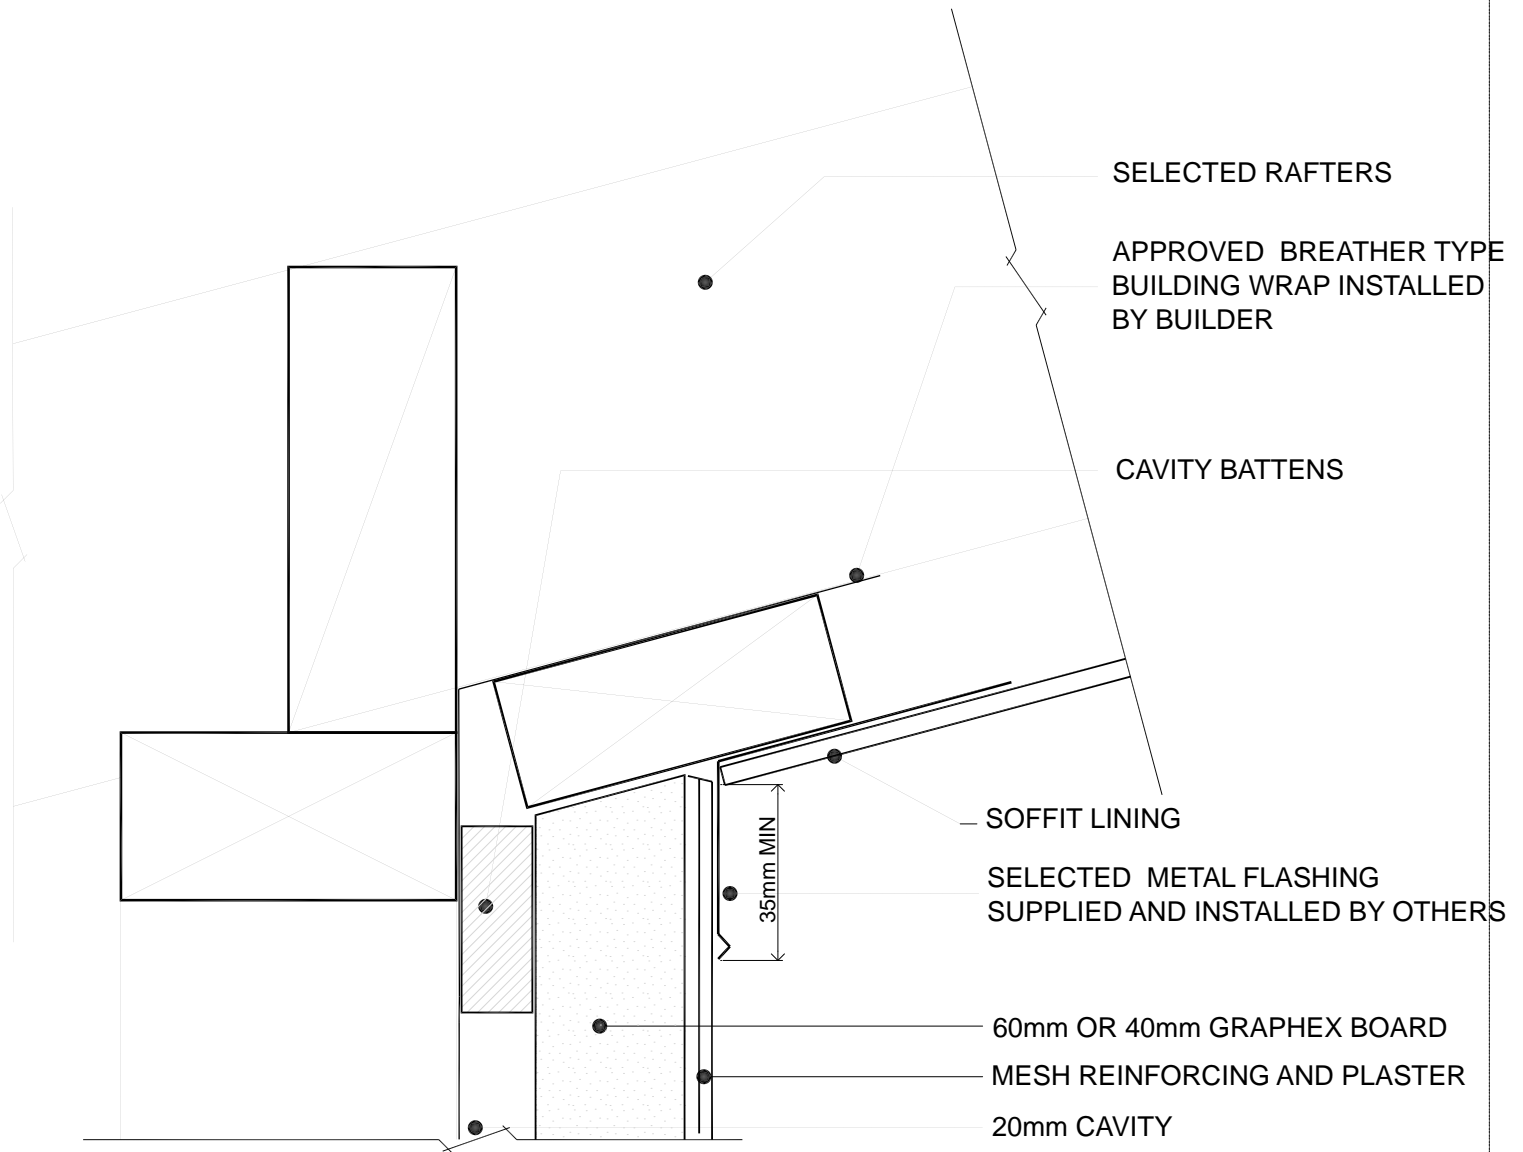 SELECTED RAFTERS
APPROVED BREATHER TYPE
BUILDING WRAP INSTALLED
BY BUILDER
CAVITY BATTENS
SOFFIT LINING
35mm MIN
SELECTED METAL FLASHING
SUPPLIED AND INSTALLED BY OTHERS
60mm OR 40mm GRAPHEX BOARD
MESH REINFORCING AND PLASTER
20mm CAVITY